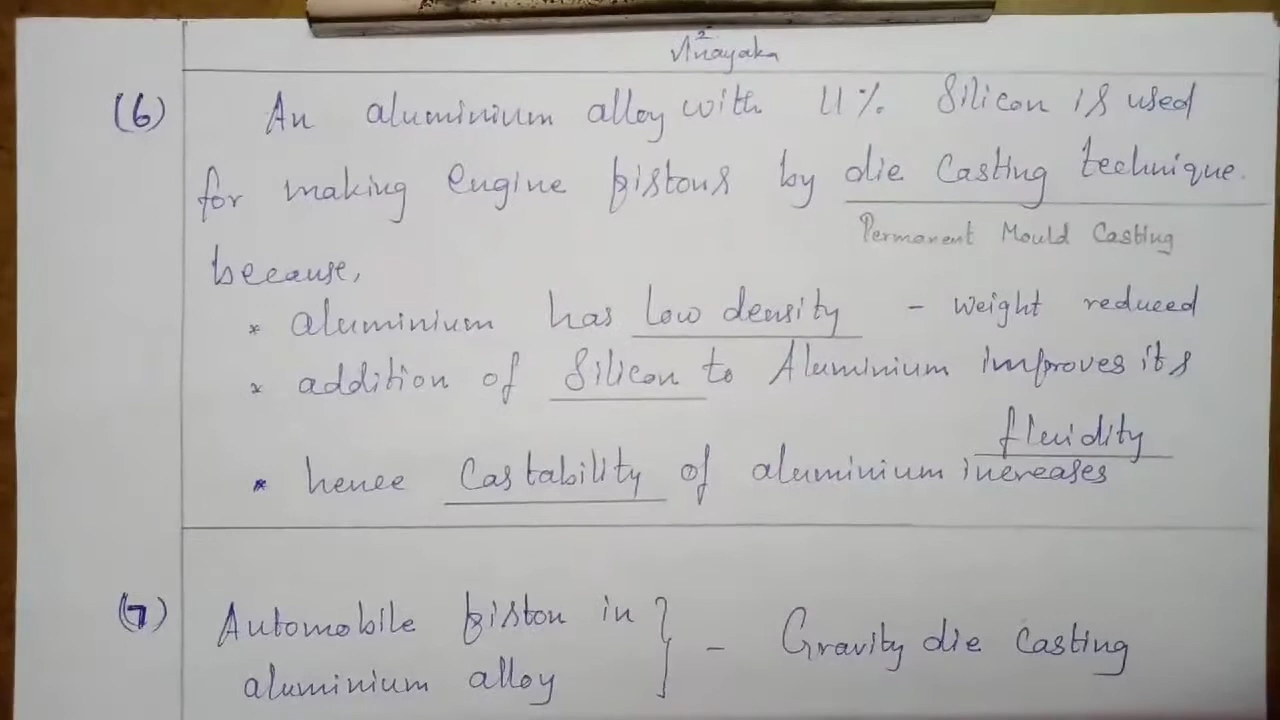 2
Vinayaka
(6) An aluminium alloy with 11% Silicon is used
for making engine pistons by die casting technique.
Permanent Mould Casting
because,
* aluminium has low density - weight reduced
* addition of Silicon to Aluminium improves its
fluidity
* hence Castability of aluminium increases
(7) Automobile piston in } - Gravity die casting
aluminium alloy